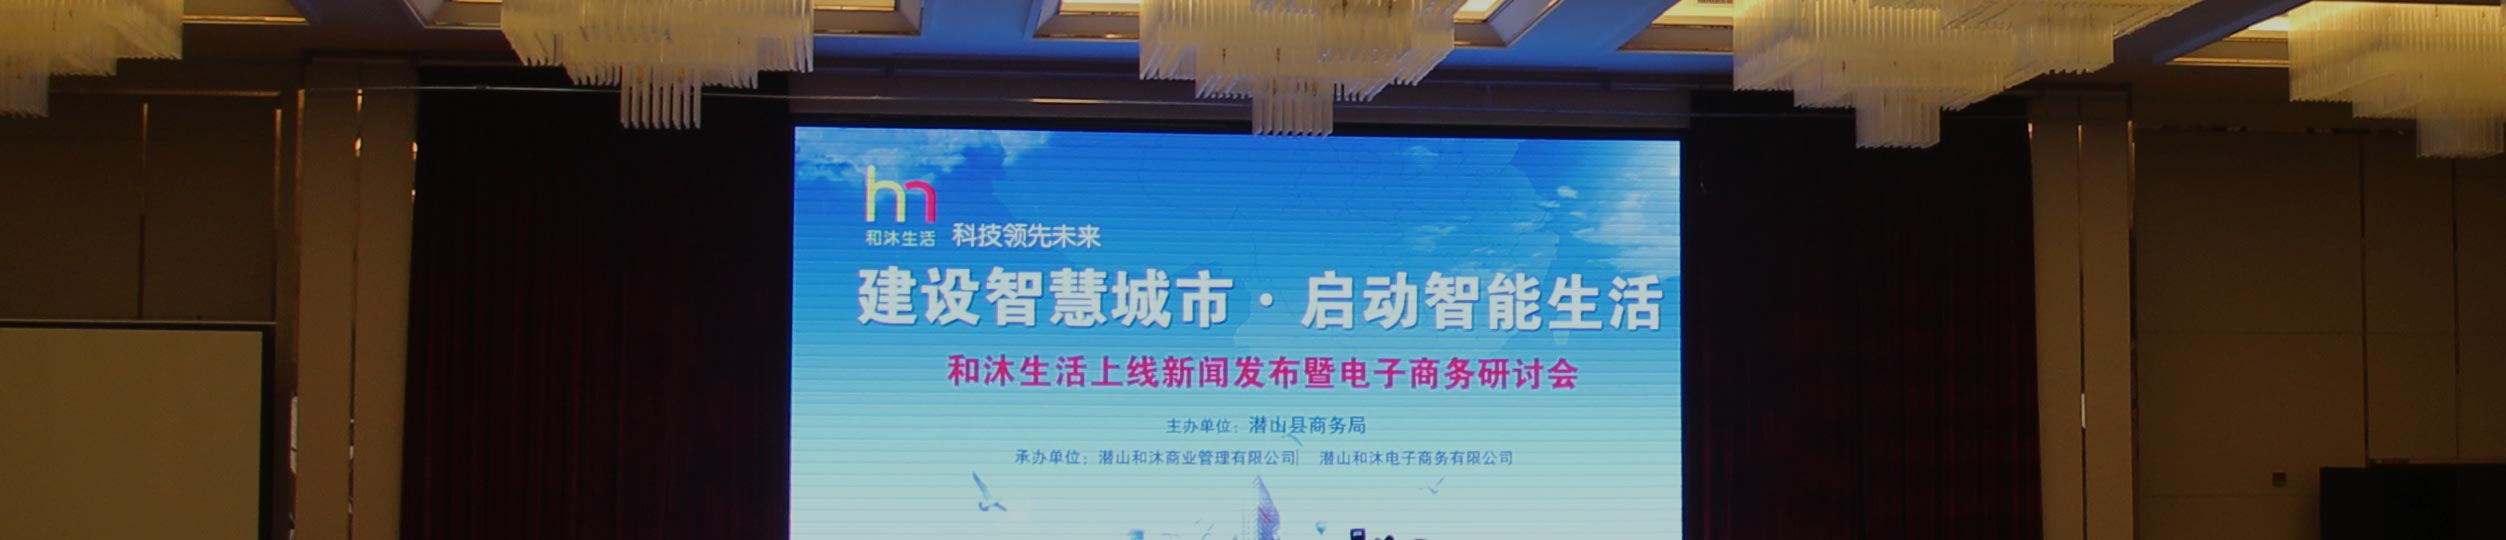 hm
和沐生活 科技领先未来
建设智慧城市·启动智能生活
和沐生活上线新闻发布暨电子商务研讨会
主办单位：潜山县商务局
承办单位：潜山和沐商业管理有限公司 潜山和沐电子商务有限公司